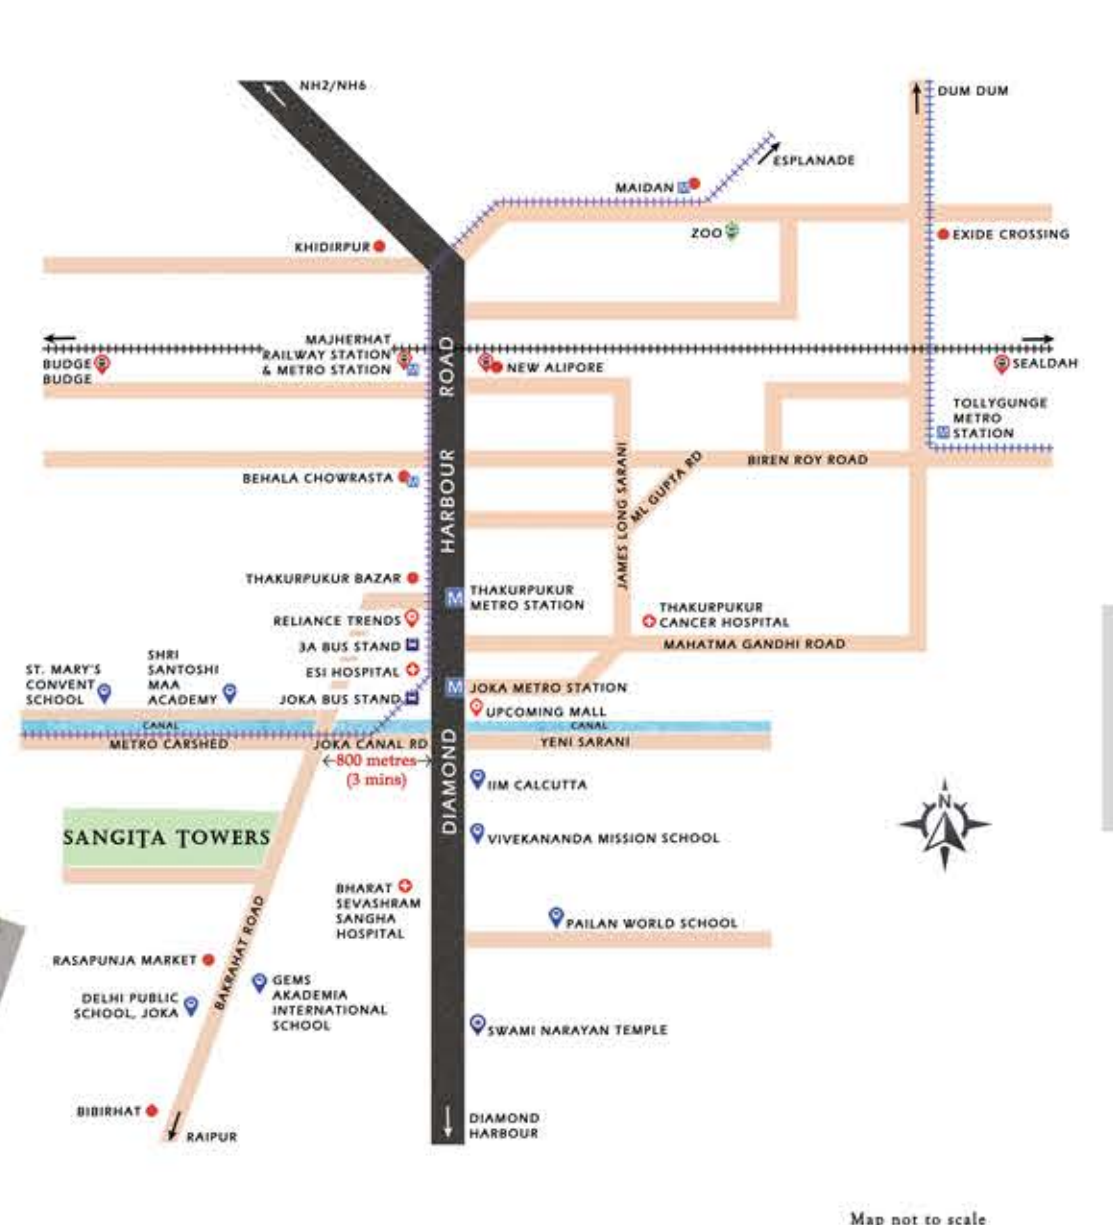 NH2/NH6
DUM DUM
ESPLANADE
MAIDAN M
ZOO
EXIDE CROSSING
KHIDIRPUR
MAJHERHAT
RAILWAY STATION
& METRO STATION M
BUDGE
BUDGE
NEW ALIPORE
SEALDAH
TOLLYGUNGE
METRO
M STATION
BIREN ROY ROAD
BEHALA CHOWRASTA M
JAMES LONG SARANI
ML GUPTA RD
DIAMOND HARBOUR ROAD
THAKURPUKUR BAZAR
M THAKURPUKUR
METRO STATION
THAKURPUKUR
CANCER HOSPITAL
RELIANCE TRENDS
3A BUS STAND
MAHATMA GANDHI ROAD
ESI HOSPITAL
ST. MARY'S
CONVENT
SCHOOL
SHRI
SANTOSHI
MAA
ACADEMY
JOKA BUS STAND
M JOKA METRO STATION
UPCOMING MALL
CANAL
CANAL
METRO CARSHED
JOKA CANAL RD
YENI SARANI
800 metres
(3 mins)
IIM CALCUTTA
SANGITA TOWERS
VIVEKANANDA MISSION SCHOOL
N
BHARAT
SEVASHRAM
SANGHA
HOSPITAL
PAILAN WORLD SCHOOL
BAKRAHAT ROAD
RASAPUNJA MARKET
DELHI PUBLIC
SCHOOL, JOKA
GEMS
AKADEMIA
INTERNATIONAL
SCHOOL
SWAMI NARAYAN TEMPLE
BIBIRHAT
RAIPUR
DIAMOND
HARBOUR
Map not to scale